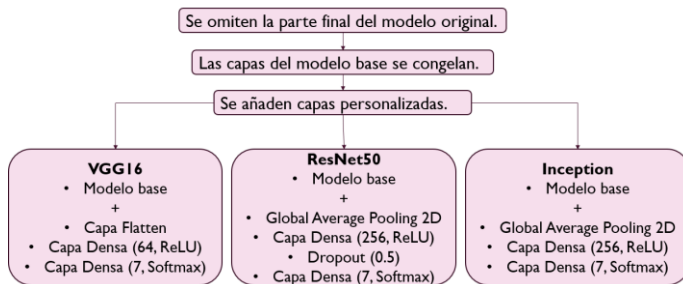 Se omiten la parte final del modelo original.
Las capas del modelo base se congelan.
Se añaden capas personalizadas.
VGG16
• Modelo base
+
• Capa Flatten
• Capa Densa (64, ReLU)
• Capa Densa (7, Softmax)
ResNet50
• Modelo base
+
• Global Average Pooling 2D
• Capa Densa (256, ReLU)
• Dropout (0.5)
• Capa Densa (7, Softmax)
Inception
• Modelo base
+
• Global Average Pooling 2D
• Capa Densa (256, ReLU)
• Capa Densa (7, Softmax)